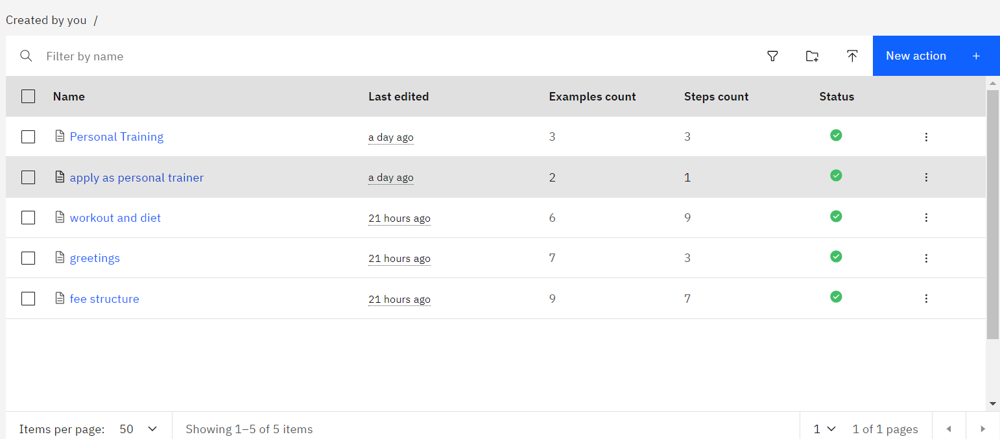 Created by you /
Filter by name
New action +
Name Last edited Examples count Steps count Status
Personal Training a day ago 3 3
apply as personal trainer a day ago 2 1
workout and diet 21 hours ago 6 9
greetings 21 hours ago 7 3
fee structure 21 hours ago 9 7
Items per page: 50 Showing 1–5 of 5 items 1 1 of 1 pages